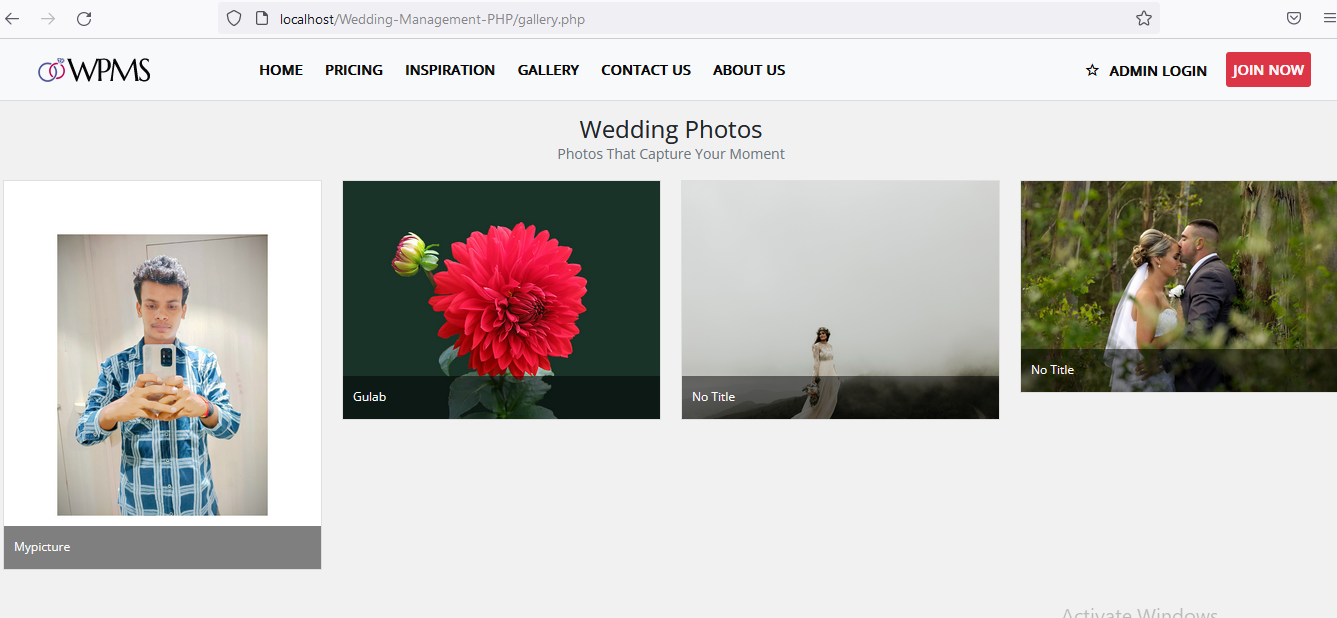 localhost/Wedding-Management-PHP/gallery.php
WPMS HOME PRICING INSPIRATION GALLERY CONTACT US ABOUT US ADMIN LOGIN JOIN NOW
Wedding Photos
Photos That Capture Your Moment
Mypicture
Gulab
No Title
No Title
Activate Windows